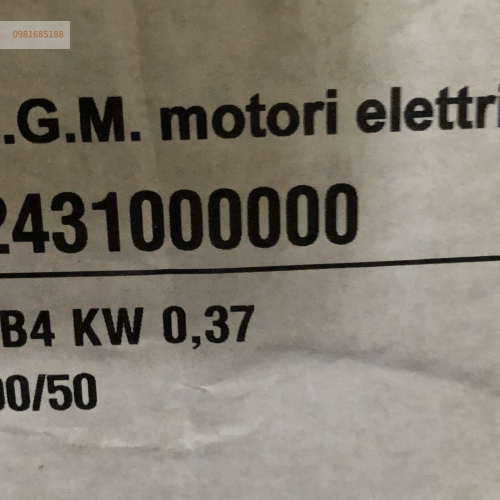 0981685188
.G.M. motori elettri
2431000000
B4 KW 0,37
00/50